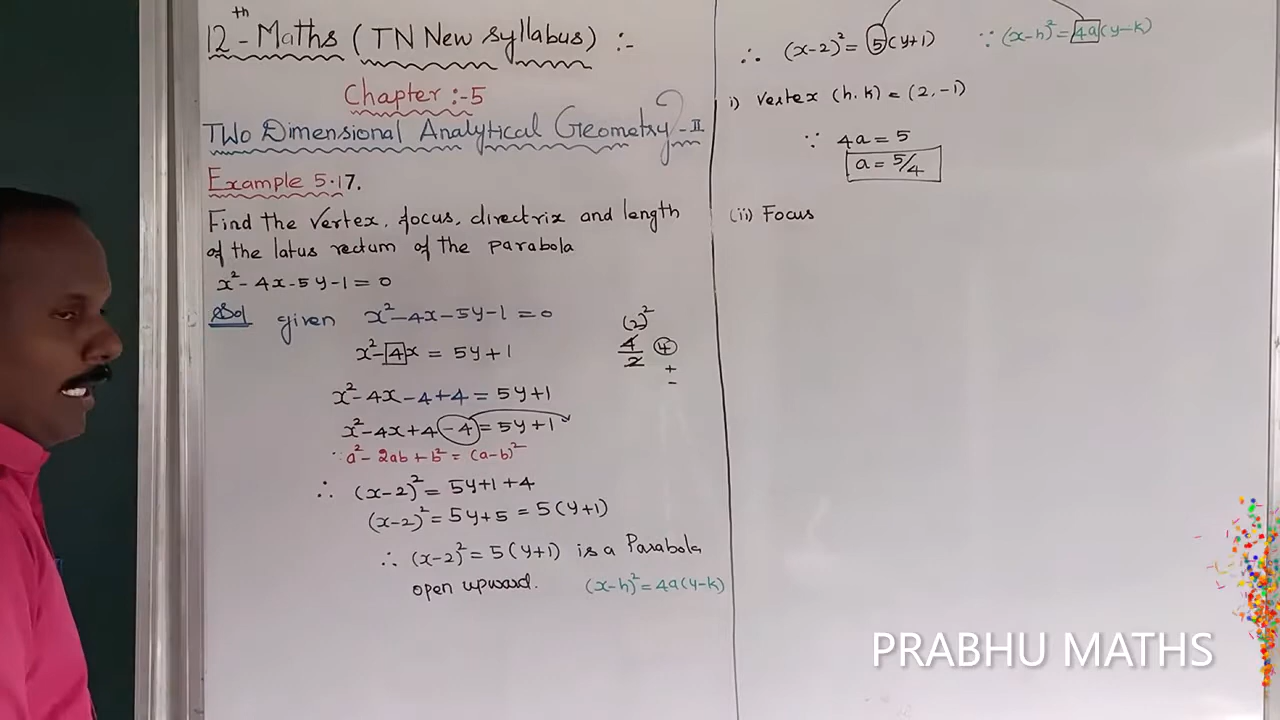 12th - Maths (TN New Syllabus) :-
Chapter :- 5
Two Dimensional Analytical Geometry - II
Example 5.17.
Find the Vertex, focus, directrix and length
of the latus rectum of the parabola
x² - 4x - 5y - 1 = 0
Sol given x² - 4x - 5y - 1 = 0
x² - 4x = 5y + 1
(2)²
4/2 4
+
-
x² - 4x - 4 + 4 = 5y + 1
x² - 4x + 4 - 4 = 5y + 1
∵ a² - 2ab + b² = (a-b)²
∴ (x-2)² = 5y + 1 + 4
(x-2)² = 5y + 5 = 5(y+1)
∴ (x-2)² = 5(y+1) is a Parabola
open upward. (x-h)² = 4a(y-k)
∴ (x-2)² = 5(y+1) ∵ (x-h)² = 4a(y-k)
i) Vertex (h, k) = (2, -1)
∵ 4a = 5
a = 5/4
(ii) Focus
PRABHU MATHS